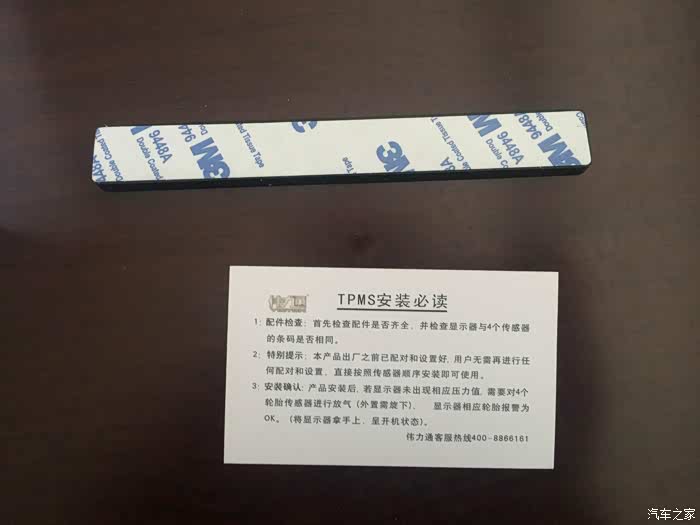 3M
9448A
Double Coated Tissue Tape
TPMS安装必读
1: 配件检查: 首先检查配件是否齐全, 并检查显示器与4个传感器
的条码是否相同。
2: 特别提示: 本产品出厂之前已配对和设置好, 用户无需再进行任
何配对和设置, 直接按照传感器顺序安装即可使用。
3: 安装确认: 产品安装后, 若显示器未出现相应压力值, 需要对4个
轮胎传感器进行放气(外置需旋下), 显示器相应轮胎报警为
OK。(将显示器拿手上, 呈开机状态)。
伟力通客服热线400-8866161
汽车之家